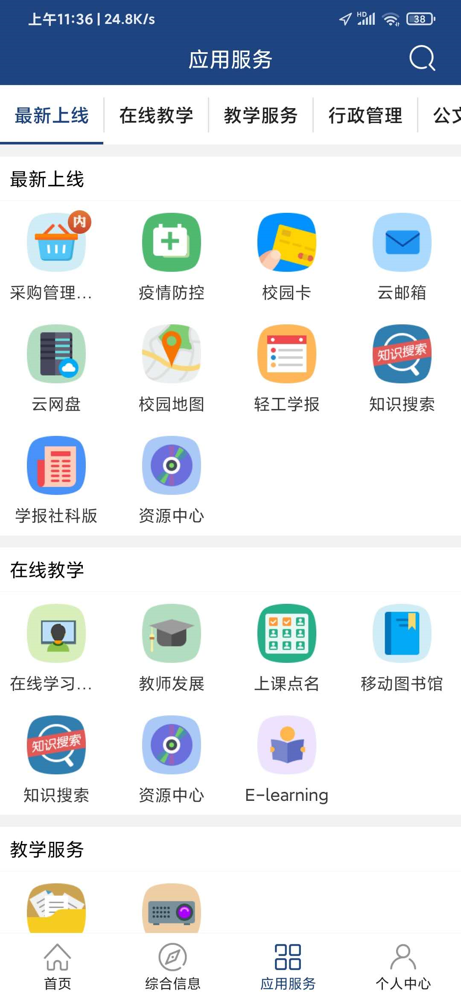 上午11:36 | 24.8K/s
HD
38
应用服务
最新上线 在线教学 教学服务 行政管理 公文
最新上线
内
采购管理... 疫情防控 校园卡 云邮箱
知识搜索
云网盘 校园地图 轻工学报 知识搜索
学报社科版 资源中心
在线教学
在线学习... 教师发展 上课点名 移动图书馆
知识搜索
知识搜索 资源中心 E-learning
教学服务
首页 综合信息 应用服务 个人中心